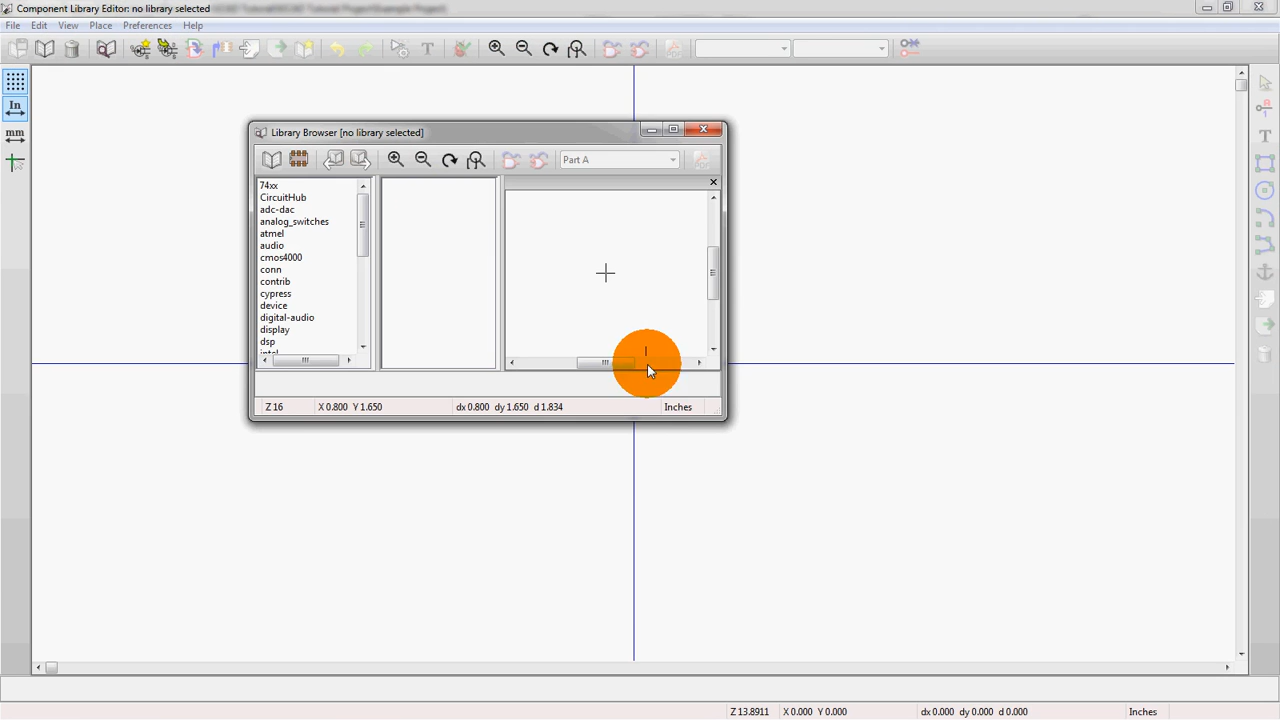 Component Library Editor: no library selected
File Edit View Place Preferences Help
In
mm
Library Browser [no library selected]
Part A
74xx
CircuitHub
adc-dac
analog_switches
atmel
audio
cmos4000
conn
contrib
cypress
device
digital-audio
display
dsp
intel
Z 16 X 0.800 Y 1.650 dx 0.800 dy 1.650 d 1.834 Inches
Z 13.8911 X 0.000 Y 0.000 dx 0.000 dy 0.000 d 0.000 Inches